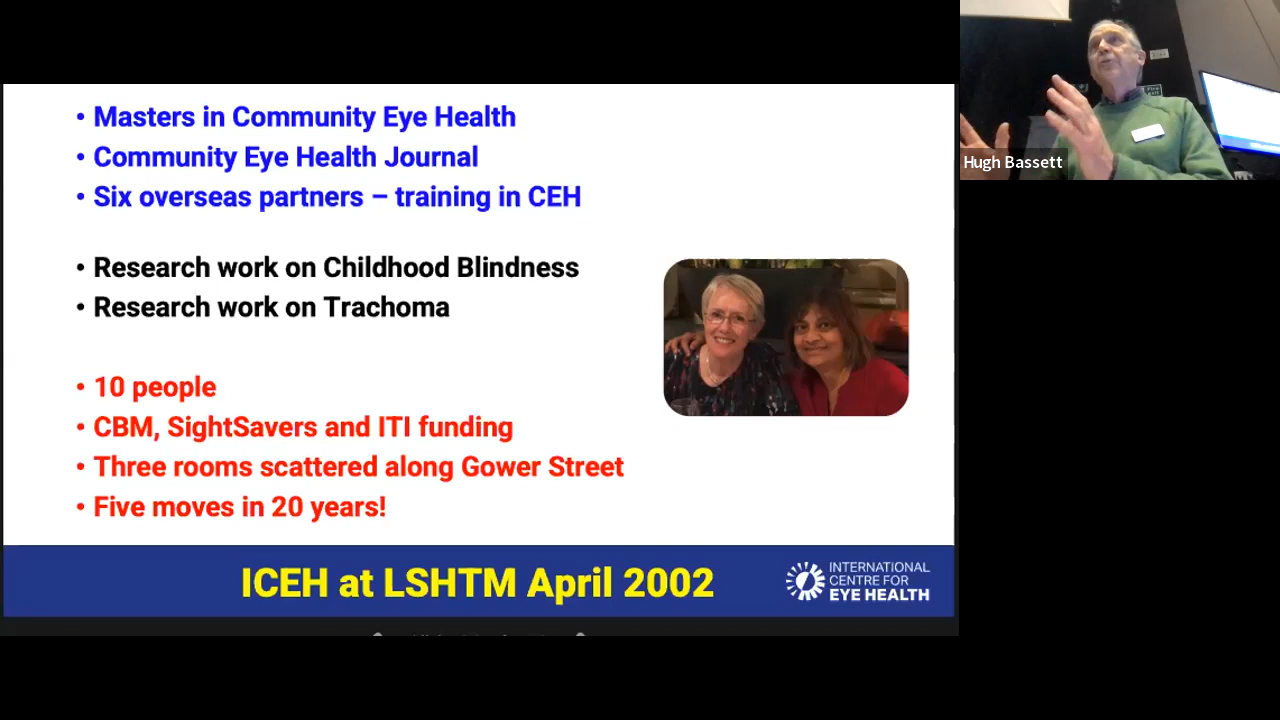 • Masters in Community Eye Health
• Community Eye Health Journal
• Six overseas partners – training in CEH
• Research work on Childhood Blindness
• Research work on Trachoma
• 10 people
• CBM, SightSavers and ITI funding
• Three rooms scattered along Gower Street
• Five moves in 20 years!
ICEH at LSHTM April 2002
INTERNATIONAL
CENTRE FOR
EYE HEALTH
Hugh Bassett